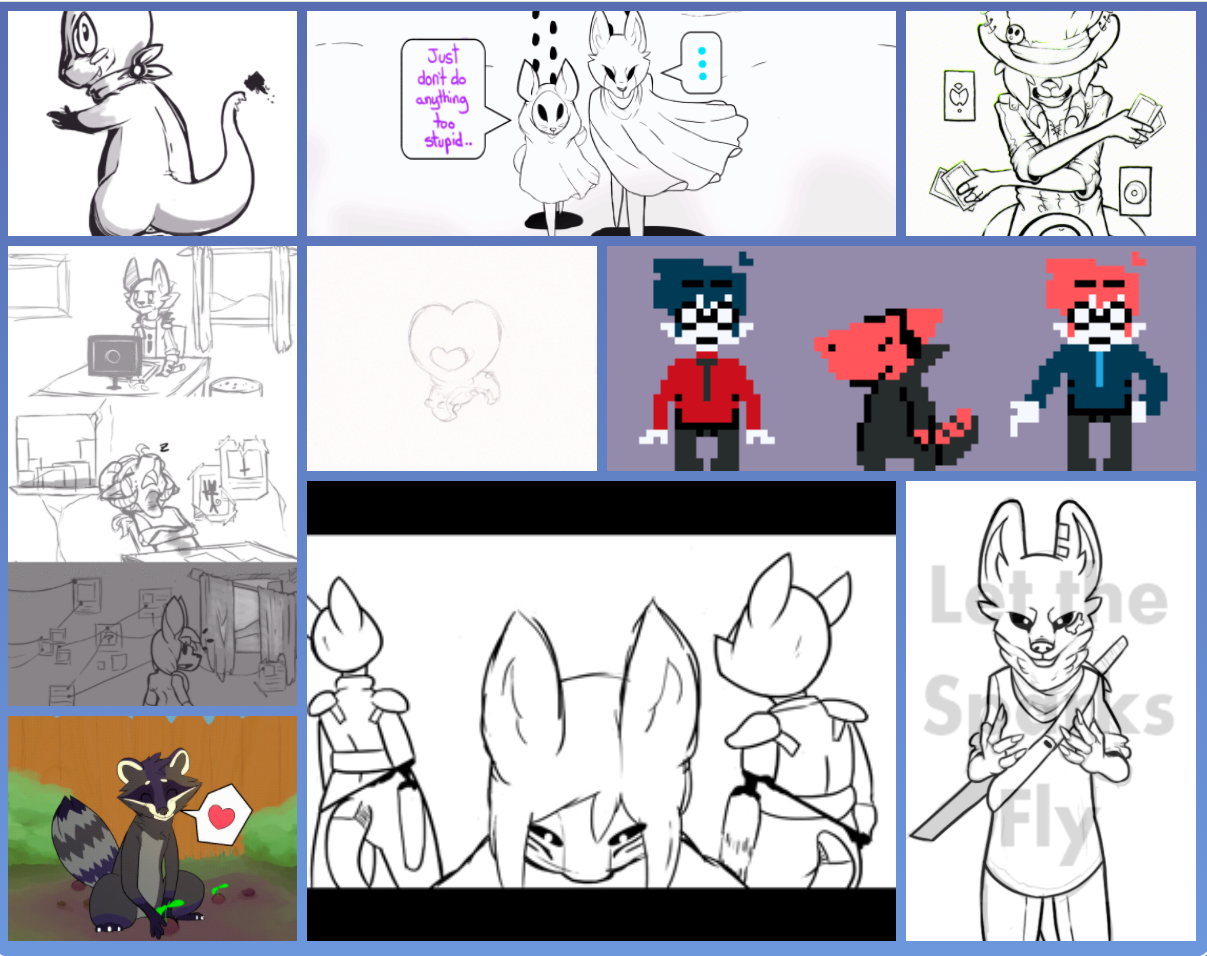 Just
don't do
anything
too
stupid..
...
z
Let the
Sparks
Fly